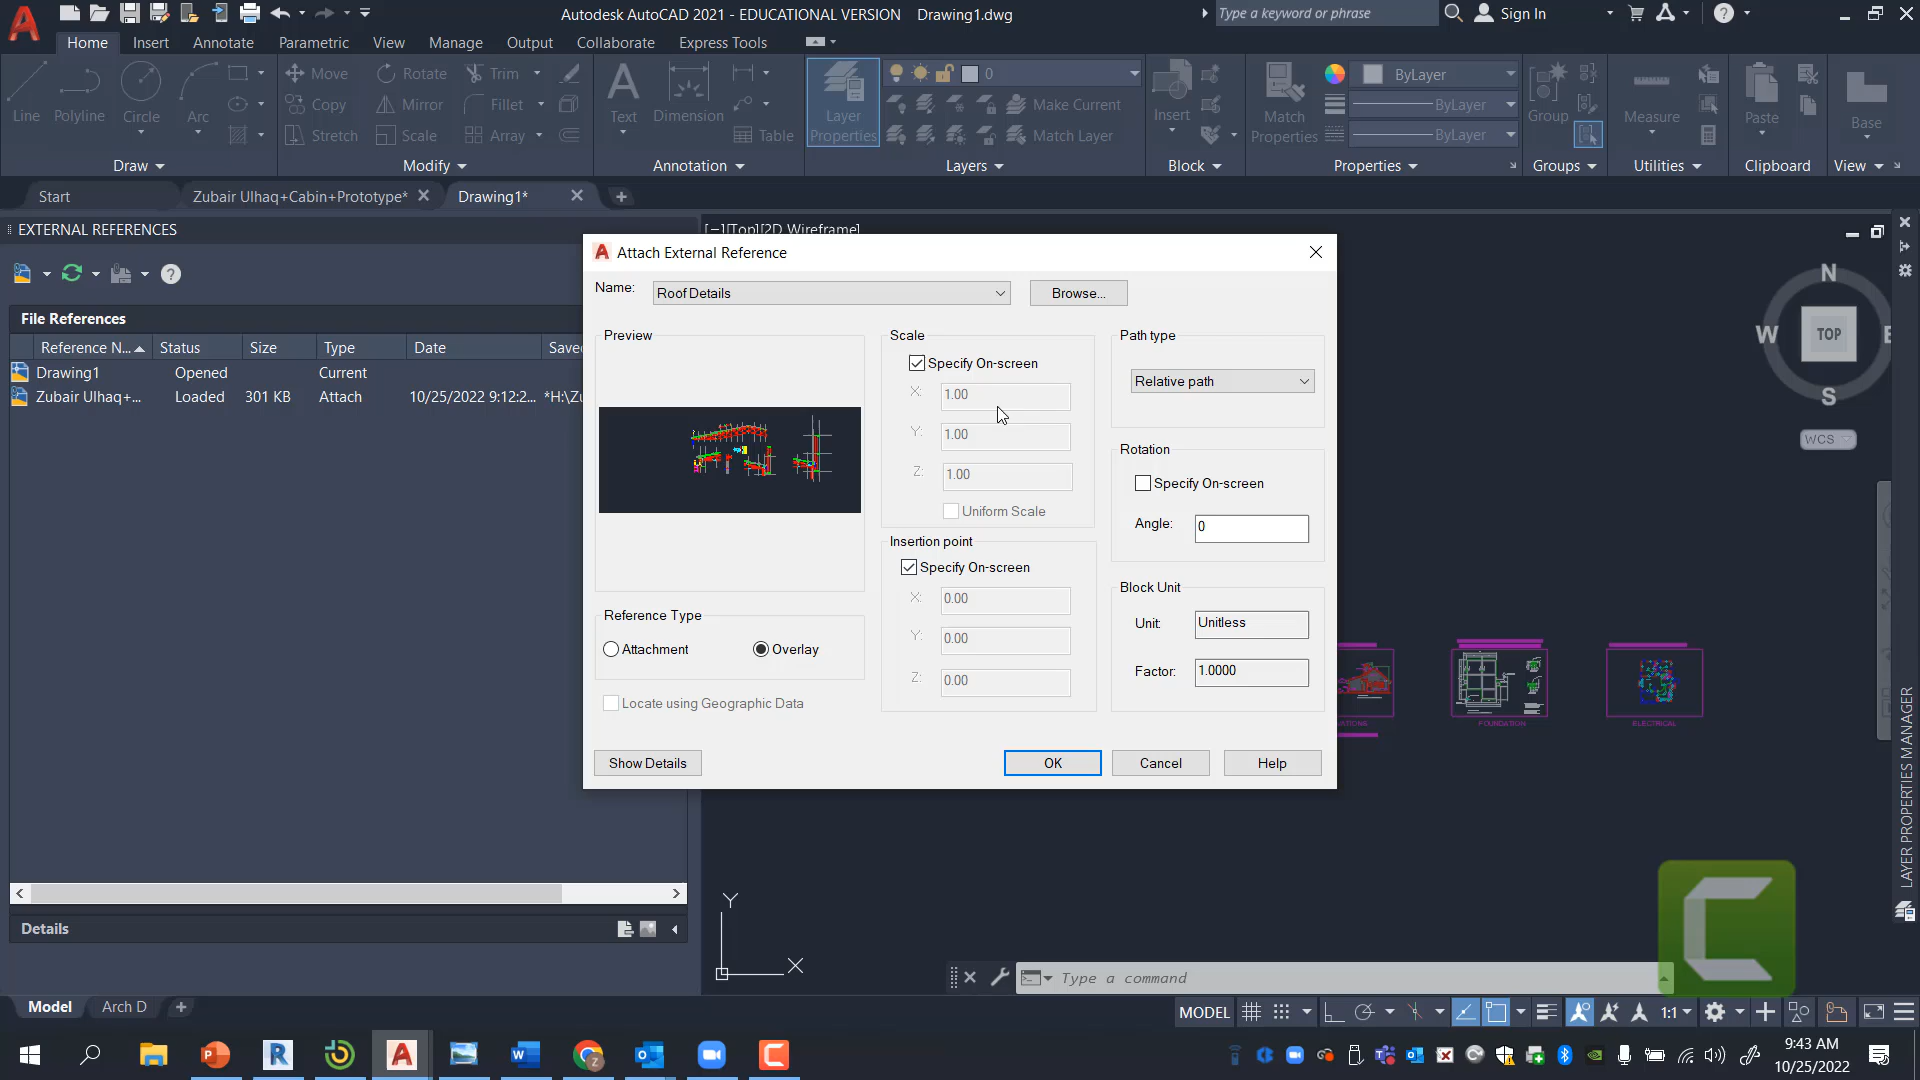 Autodesk AutoCAD 2021 - EDUCATIONAL VERSION Drawing1.dwg
Type a keyword or phrase
Sign In
Home Insert Annotate Parametric View Manage Output Collaborate Express Tools
Line Polyline Circle Arc
Move Rotate Trim
Copy Mirror Fillet
Stretch Scale Array
Text Dimension Table
Layer Properties
0
Make Current
Match Layer
Insert
Match Properties
ByLayer
ByLayer
ByLayer
Group
Measure
Paste
Base
Draw Modify Annotation Layers Block Properties Groups Utilities Clipboard View
Start Zubair Ulhaq+Cabin+Prototype* Drawing1*
EXTERNAL REFERENCES
[−][Top][2D Wireframe]
File References
Reference N... Status Size Type Date Saved
Drawing1 Opened Current
Zubair Ulhaq+... Loaded 301 KB Attach 10/25/2022 9:12:2... *H:\Zu
Details
Attach External Reference
Name: Roof Details Browse...
Preview
Scale
Specify On-screen
X: 1.00
Y: 1.00
Z: 1.00
Uniform Scale
Path type
Relative path
Rotation
Specify On-screen
Angle: 0
Insertion point
Specify On-screen
X: 0.00
Y: 0.00
Z: 0.00
Block Unit
Unit: Unitless
Factor: 1.0000
Reference Type
Attachment Overlay
Locate using Geographic Data
Show Details OK Cancel Help
N
W TOP E
S
WCS
FOUNDATION
ELECTRICAL
LAYER PROPERTIES MANAGER
Y
X
Type a command
Model Arch D
MODEL 1:1
9:43 AM
10/25/2022